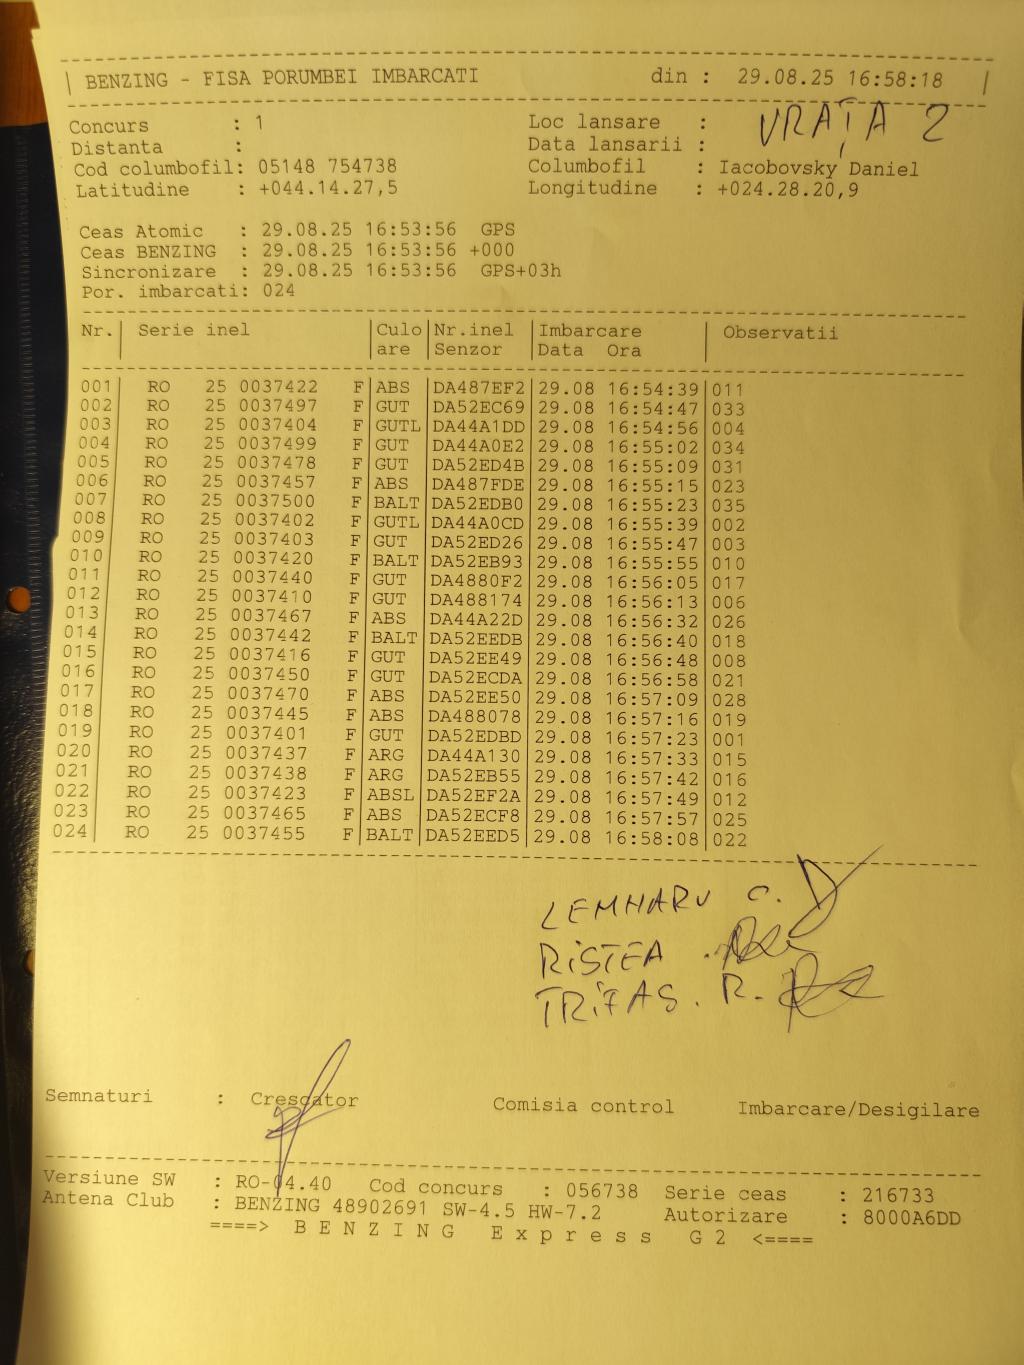 BENZING - FISA PORUMBEI IMBARCATI din : 29.08.25 16:58:18
Concurs : 1 Loc lansare : VRAȚA 2
Distanta : Data lansarii :
Cod columbofil: 05148 754738 Columbofil : Iacobovsky Daniel
Latitudine : +044.14.27,5 Longitudine : +024.28.20,9
Ceas Atomic : 29.08.25 16:53:56 GPS
Ceas BENZING : 29.08.25 16:53:56 +000
Sincronizare : 29.08.25 16:53:56 GPS+03h
Por. imbarcati: 024
Nr.| Serie inel |Culo|Nr.inel |Imbarcare | Observatii
| |are |Senzor |Data Ora |
001| RO 25 0037422 F|ABS |DA487EF2|29.08 16:54:39|011
002| RO 25 0037497 F|GUT |DA52EC69|29.08 16:54:47|033
003| RO 25 0037404 F|GUTL|DA44A1DD|29.08 16:54:56|004
004| RO 25 0037499 F|GUT |DA44A0E2|29.08 16:55:02|034
005| RO 25 0037478 F|GUT |DA52ED4B|29.08 16:55:09|031
006| RO 25 0037457 F|ABS |DA487FDE|29.08 16:55:15|023
007| RO 25 0037500 F|BALT|DA52EDB0|29.08 16:55:23|035
008| RO 25 0037402 F|GUTL|DA44A0CD|29.08 16:55:39|002
009| RO 25 0037403 F|GUT |DA52ED26|29.08 16:55:47|003
010| RO 25 0037420 F|BALT|DA52EB93|29.08 16:55:55|010
011| RO 25 0037440 F|GUT |DA4880F2|29.08 16:56:05|017
012| RO 25 0037410 F|GUT |DA488174|29.08 16:56:13|006
013| RO 25 0037467 F|ABS |DA44A22D|29.08 16:56:32|026
014| RO 25 0037442 F|BALT|DA52EEDB|29.08 16:56:40|018
015| RO 25 0037416 F|GUT |DA52EE49|29.08 16:56:48|008
016| RO 25 0037450 F|GUT |DA52ECDA|29.08 16:56:58|021
017| RO 25 0037470 F|ABS |DA52EE50|29.08 16:57:09|028
018| RO 25 0037445 F|ABS |DA488078|29.08 16:57:16|019
019| RO 25 0037401 F|GUT |DA52EDBD|29.08 16:57:23|001
020| RO 25 0037437 F|ARG |DA44A130|29.08 16:57:33|015
021| RO 25 0037438 F|ARG |DA52EB55|29.08 16:57:42|016
022| RO 25 0037423 F|ABSL|DA52EF2A|29.08 16:57:49|012
023| RO 25 0037465 F|ABS |DA52ECF8|29.08 16:57:57|025
024| RO 25 0037455 F|BALT|DA52EED5|29.08 16:58:08|022
LEMNARU C.
RISTEA
TRIFAS. R.
Semnaturi : Crescator Comisia control Imbarcare/Desigilare
Versiune SW : RO-04.40 Cod concurs : 056738 Serie ceas : 216733
Antena Club : BENZING 48902691 SW-4.5 HW-7.2 Autorizare : 8000A6DD
====> B E N Z I N G E x p r e s s G 2 <====